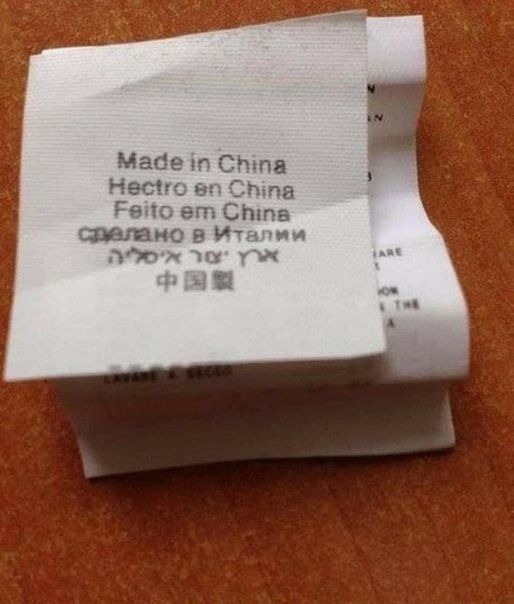 Made in China
Hectro en China
Feito em China
сделано в Италии
ארץ יצור איטליה
中国製
THE
LAVARE A SECCO